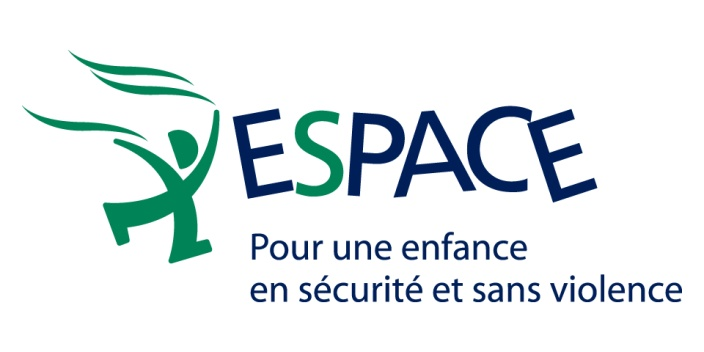 ESPACE
Pour une enfance
en sécurité et sans violence